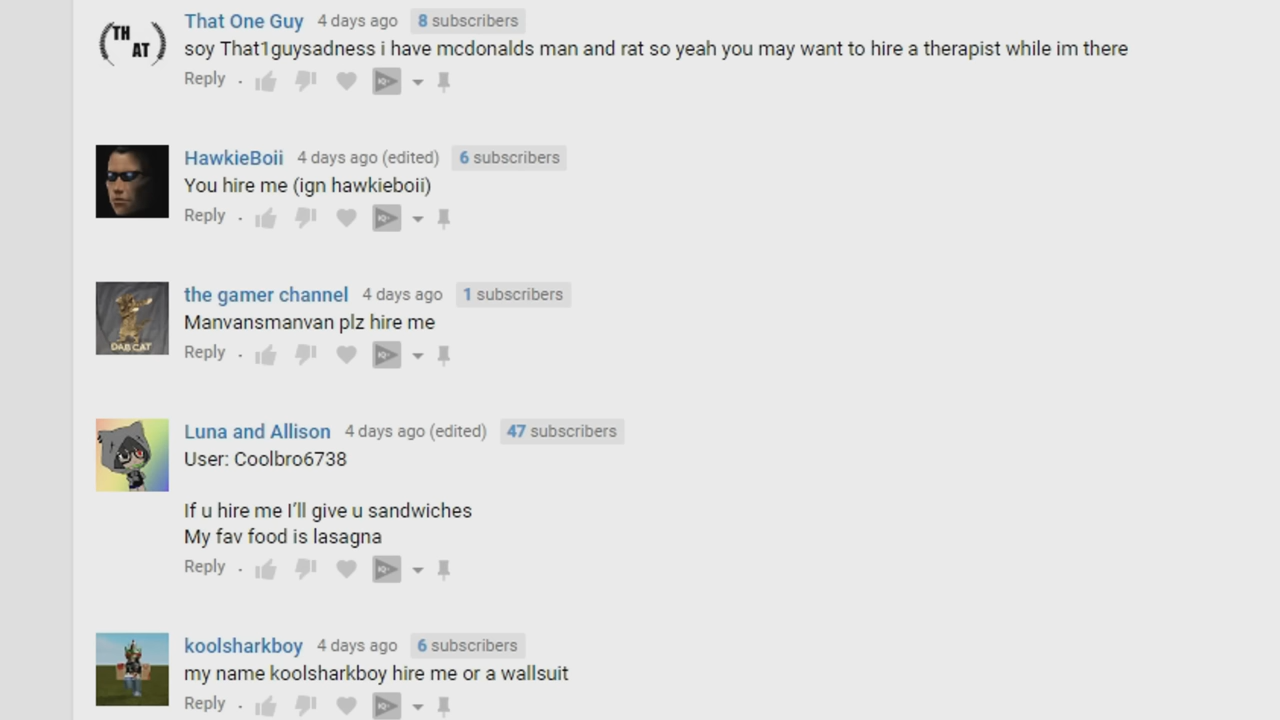 TH
AT
That One Guy 4 days ago 8 subscribers
soy That1guysadness i have mcdonalds man and rat so yeah you may want to hire a therapist while im there
Reply .
HawkieBoii 4 days ago (edited) 6 subscribers
You hire me (ign hawkieboii)
Reply .
the gamer channel 4 days ago 1 subscribers
Manvansmanvan plz hire me
DAB CAT
Reply .
Luna and Allison 4 days ago (edited) 47 subscribers
User: Coolbro6738
If u hire me I'll give u sandwiches
My fav food is lasagna
Reply .
koolsharkboy 4 days ago 6 subscribers
my name koolsharkboy hire me or a wallsuit
Reply .